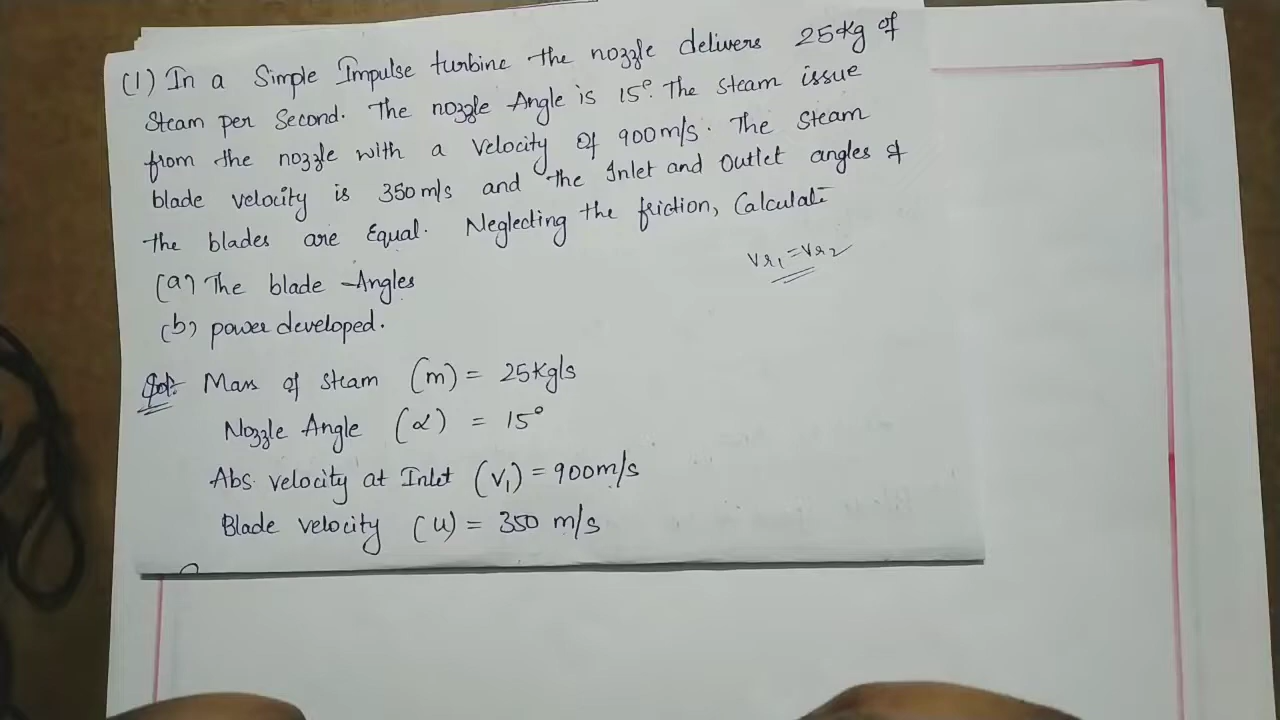 (1) In a Simple Impulse turbine the nozzle delivers 25kg of
Steam per Second. The nozzle Angle is 15°. The Steam issue
from the nozzle with a velocity of 900m/s. The Steam
blade velocity is 350m/s and the Inlet and Outlet angles of
the blades are Equal. Neglecting the friction, Calculate
Vr1 = Vr2
(a) The blade Angles
(b) power developed.
Sol:- Mass of steam (m) = 25kg/s
Nozzle Angle (α) = 15°
Abs. velocity at Inlet (V1) = 900m/s
Blade velocity (U) = 350 m/s